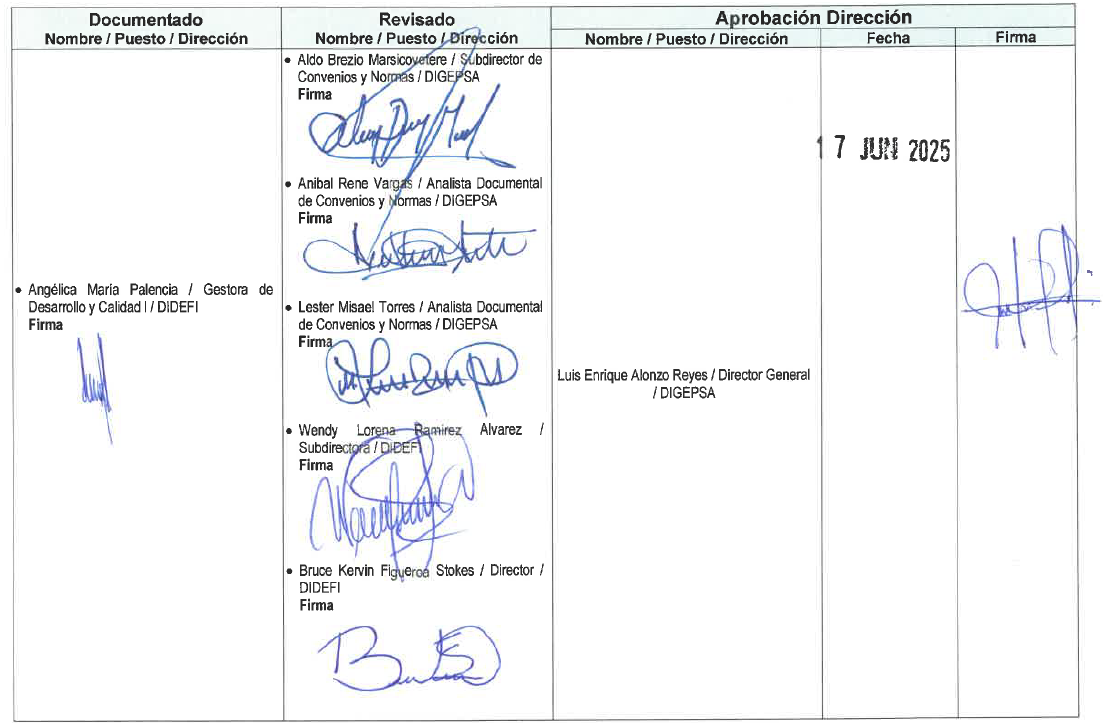 Documentado
Nombre / Puesto / Dirección
Revisado
Nombre / Puesto / Dirección
Aprobación Dirección
Nombre / Puesto / Dirección
Fecha
Firma
• Angélica María Palencia / Gestora de
Desarrollo y Calidad I / DIDEFI
Firma
• Aldo Brezio Marsicovetere / Subdirector de
Convenios y Normas / DIGEPSA
Firma
• Anibal Rene Vargas / Analista Documental
de Convenios y Normas / DIGEPSA
Firma
• Lester Misael Torres / Analista Documental
de Convenios y Normas / DIGEPSA
Firma
• Wendy Lorena Ramirez Alvarez /
Subdirectora / DIDEFI
Firma
• Bruce Kervin Figueroa Stokes / Director /
DIDEFI
Firma
Luis Enrique Alonzo Reyes / Director General
/ DIGEPSA
17 JUN 2025